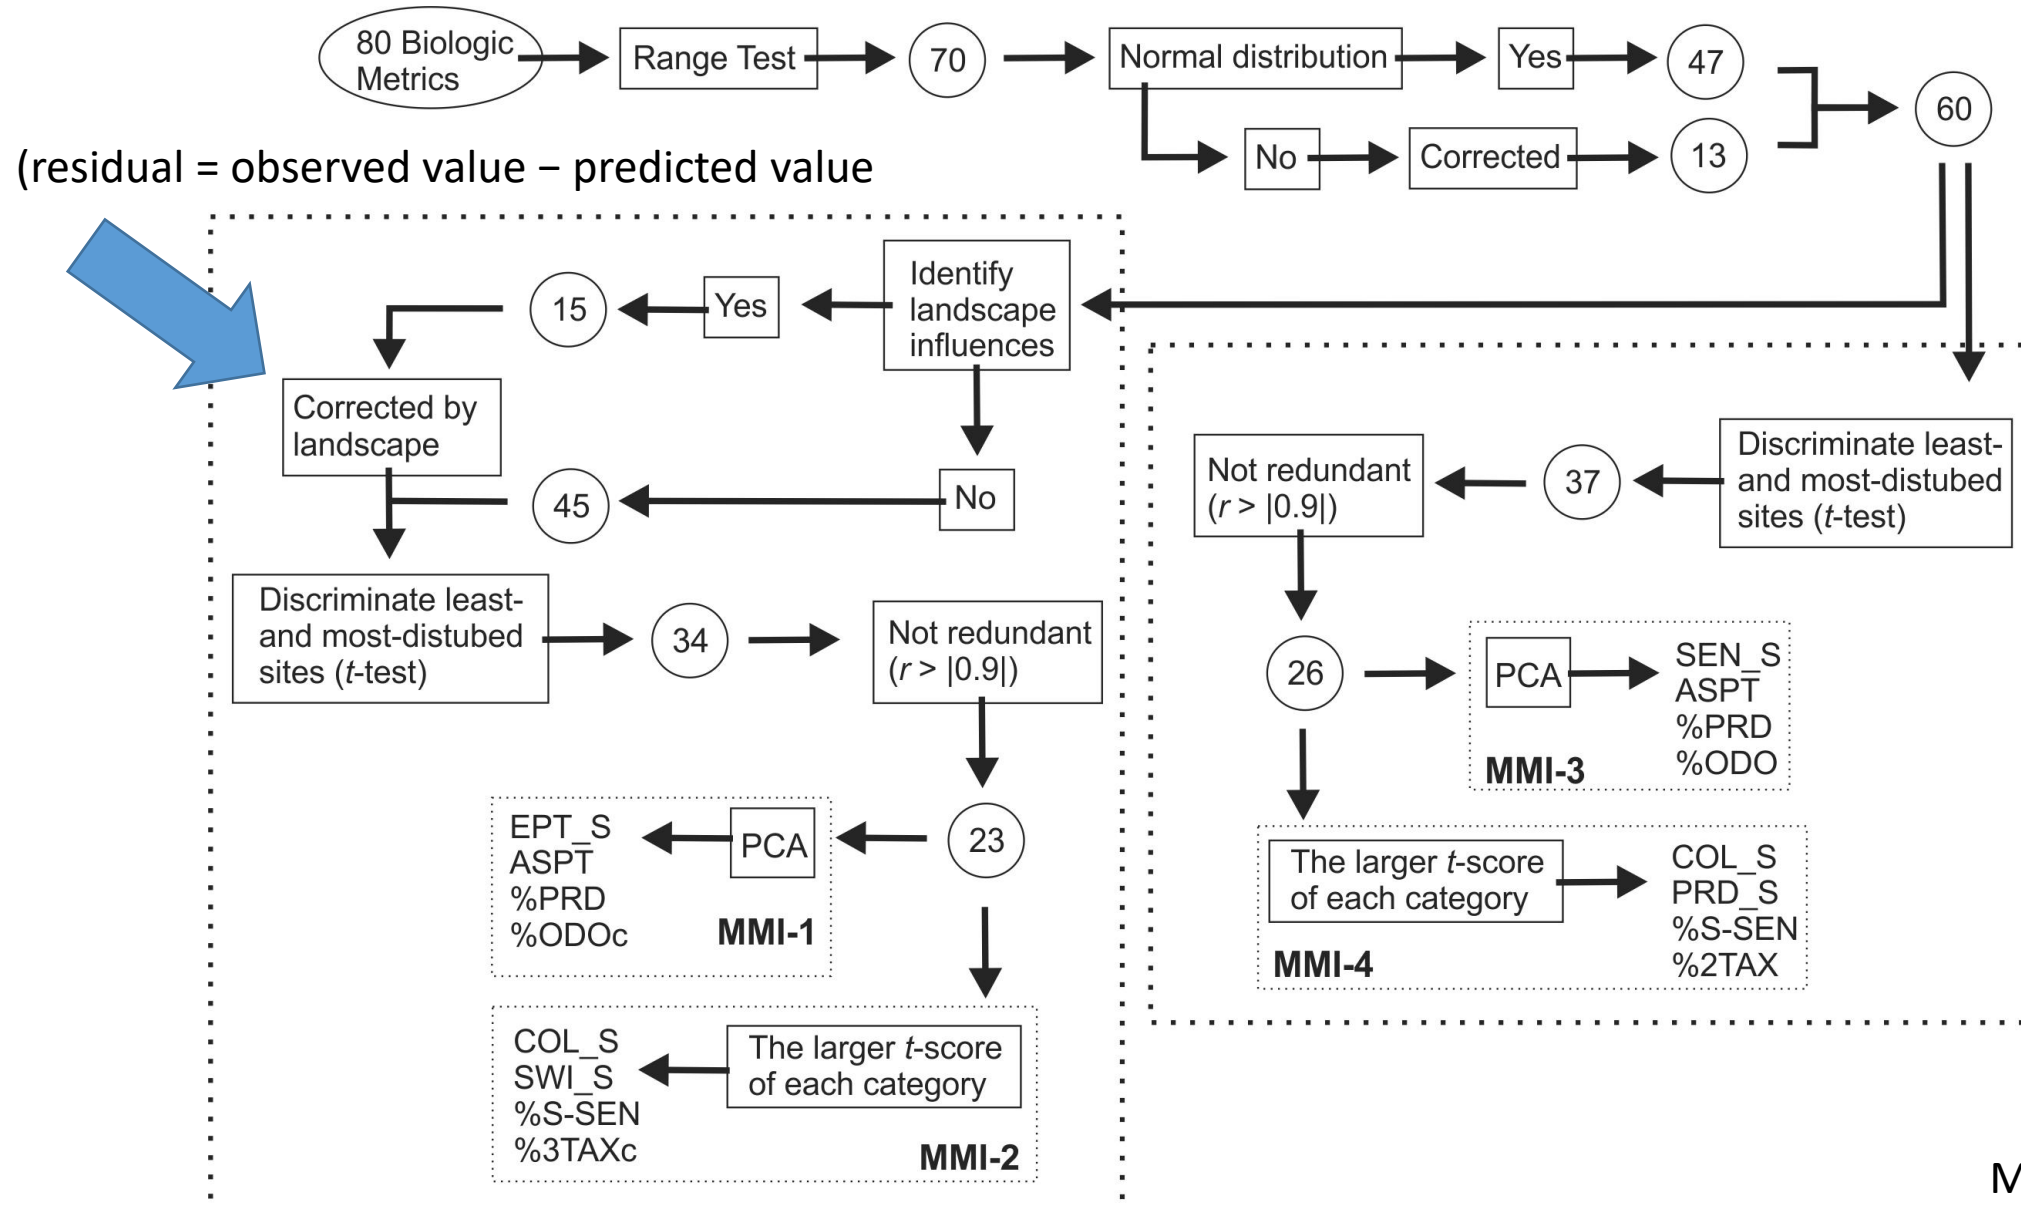 80 Biologic
Metrics
Range Test
70
Normal distribution
Yes
47
60
No
Corrected
13
(residual = observed value – predicted value
Identify
landscape
influences
Yes
15
Corrected by
landscape
45
No
Discriminate least-
and most-distubed
sites (t-test)
34
Not redundant
(r > |0.9|)
23
PCA
EPT_S
ASPT
%PRD
%ODOc
MMI-1
The larger t-score
of each category
COL_S
SWI_S
%S-SEN
%3TAXc
MMI-2
Discriminate least-
and most-distubed
sites (t-test)
37
Not redundant
(r > |0.9|)
26
PCA
SEN_S
ASPT
%PRD
%ODO
MMI-3
The larger t-score
of each category
COL_S
PRD_S
%S-SEN
%2TAX
MMI-4